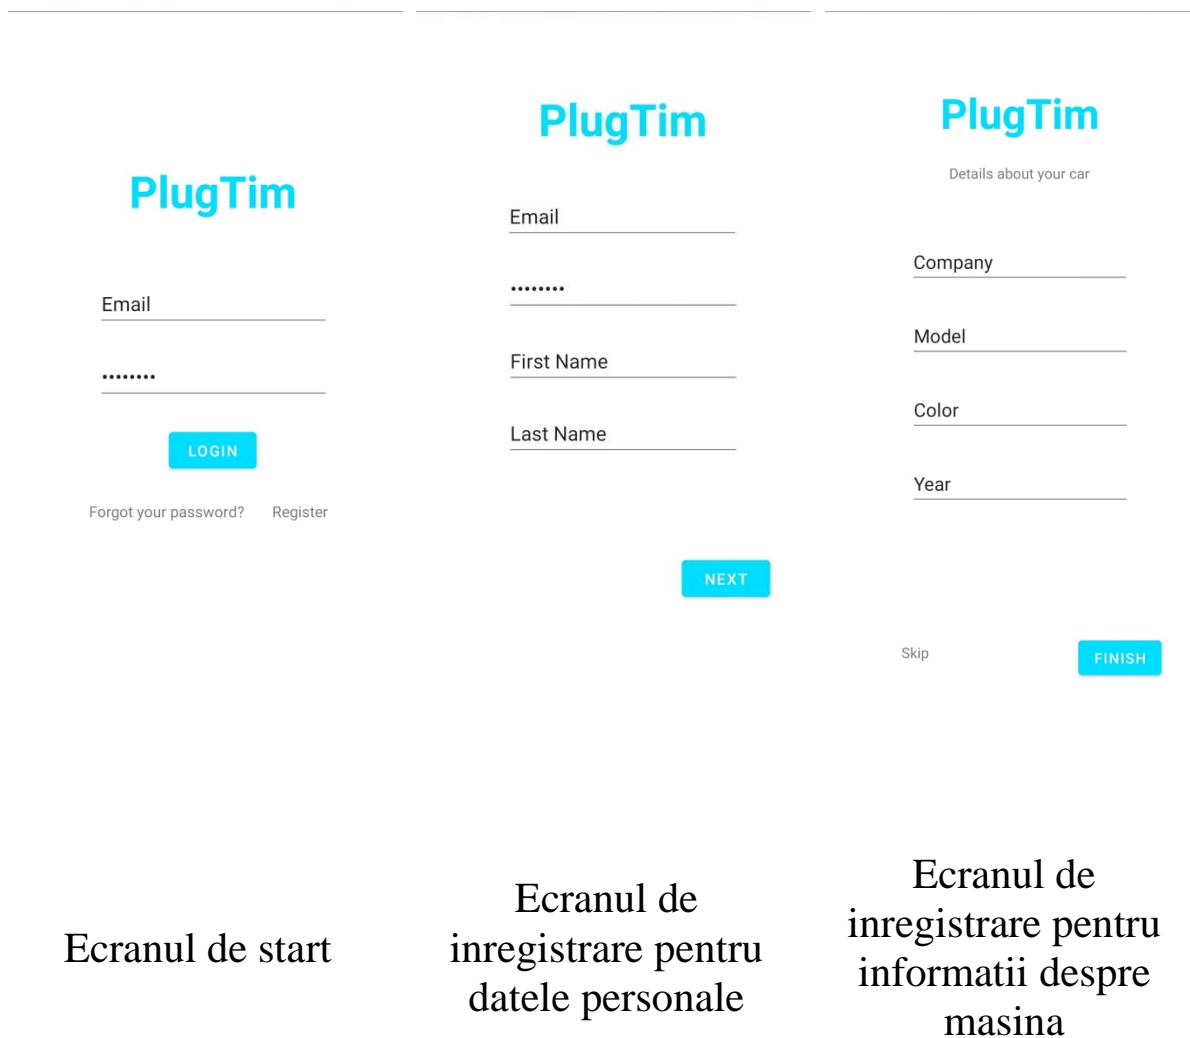 PlugTim
Email
••••••••
LOGIN
Forgot your password? Register
PlugTim
Email
••••••••
First Name
Last Name
NEXT
PlugTim
Details about your car
Company
Model
Color
Year
Skip
FINISH
Ecranul de start
Ecranul de
inregistrare pentru
datele personale
Ecranul de
inregistrare pentru
informatii despre
masina